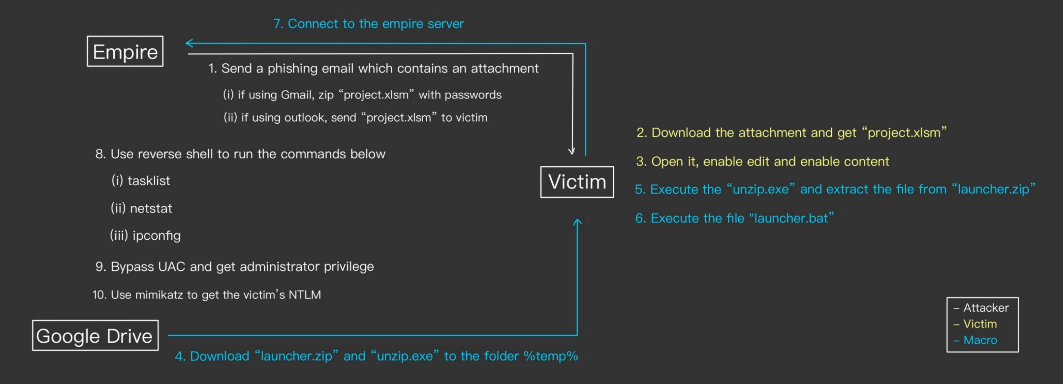 7. Connect to the empire server
Empire
1. Send a phishing email which contains an attachment
(i) if using Gmail, zip “project.xlsm” with passwords
(ii) if using outlook, send “project.xlsm” to victim
2. Download the attachment and get “project.xlsm”
3. Open it, enable edit and enable content
5. Execute the “unzip.exe” and extract the file from “launcher.zip”
6. Execute the file "launcher.bat”
8. Use reverse shell to run the commands below
(i) tasklist
(ii) netstat
(iii) ipconfig
Victim
9. Bypass UAC and get administrator privilege
10. Use mimikatz to get the victim’s NTLM
Google Drive
4. Download “launcher.zip” and “unzip.exe” to the folder %temp%
– Attacker
– Victim
– Macro